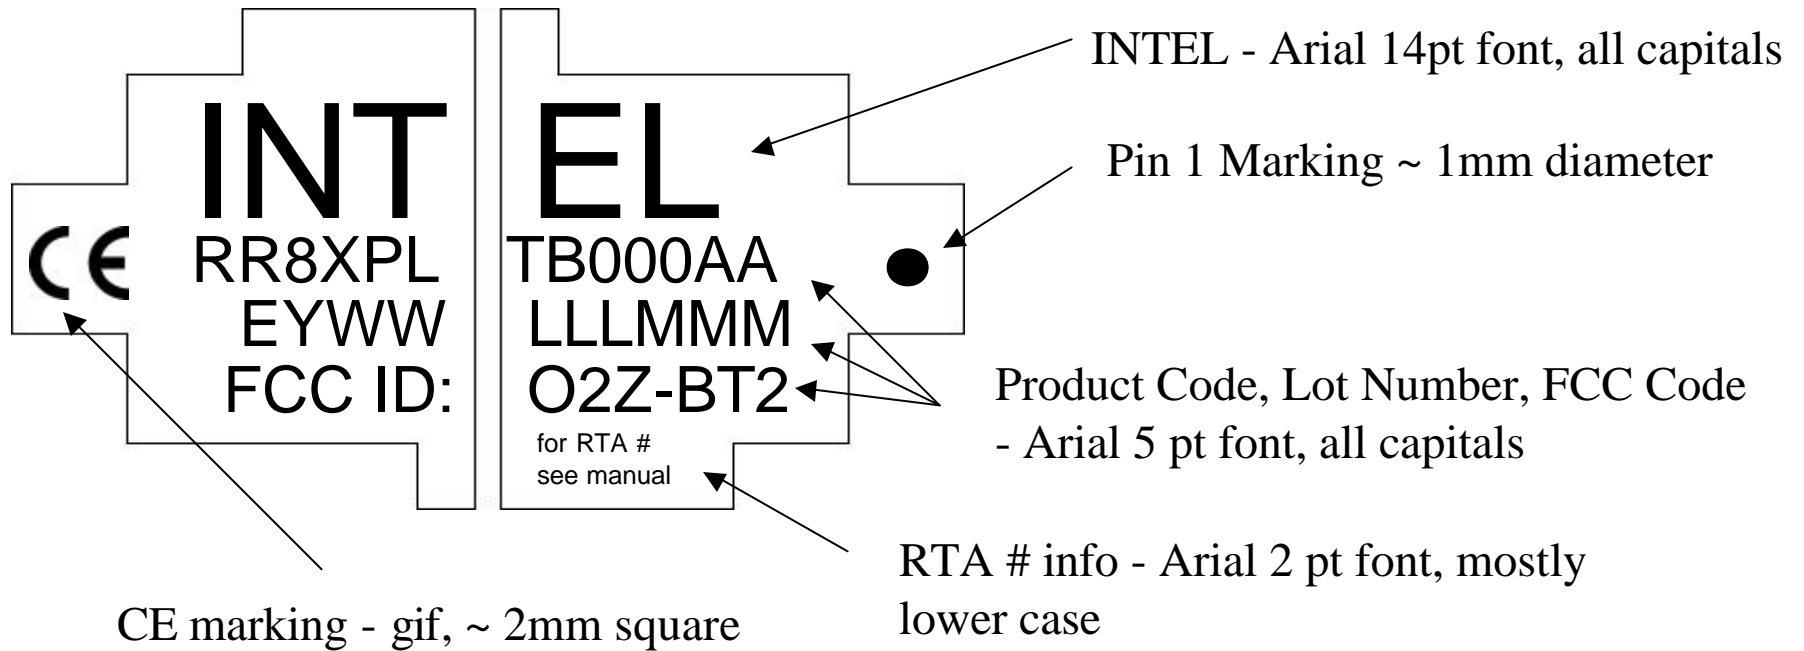 INTEL
RR8XPL TB000AA
EYWW LLLMMM
FCC ID: O2Z-BT2
for RTA #
see manual
CE
INTEL - Arial 14pt font, all capitals
Pin 1 Marking ~ 1mm diameter
Product Code, Lot Number, FCC Code
- Arial 5 pt font, all capitals
RTA # info - Arial 2 pt font, mostly
lower case
CE marking - gif, ~ 2mm square